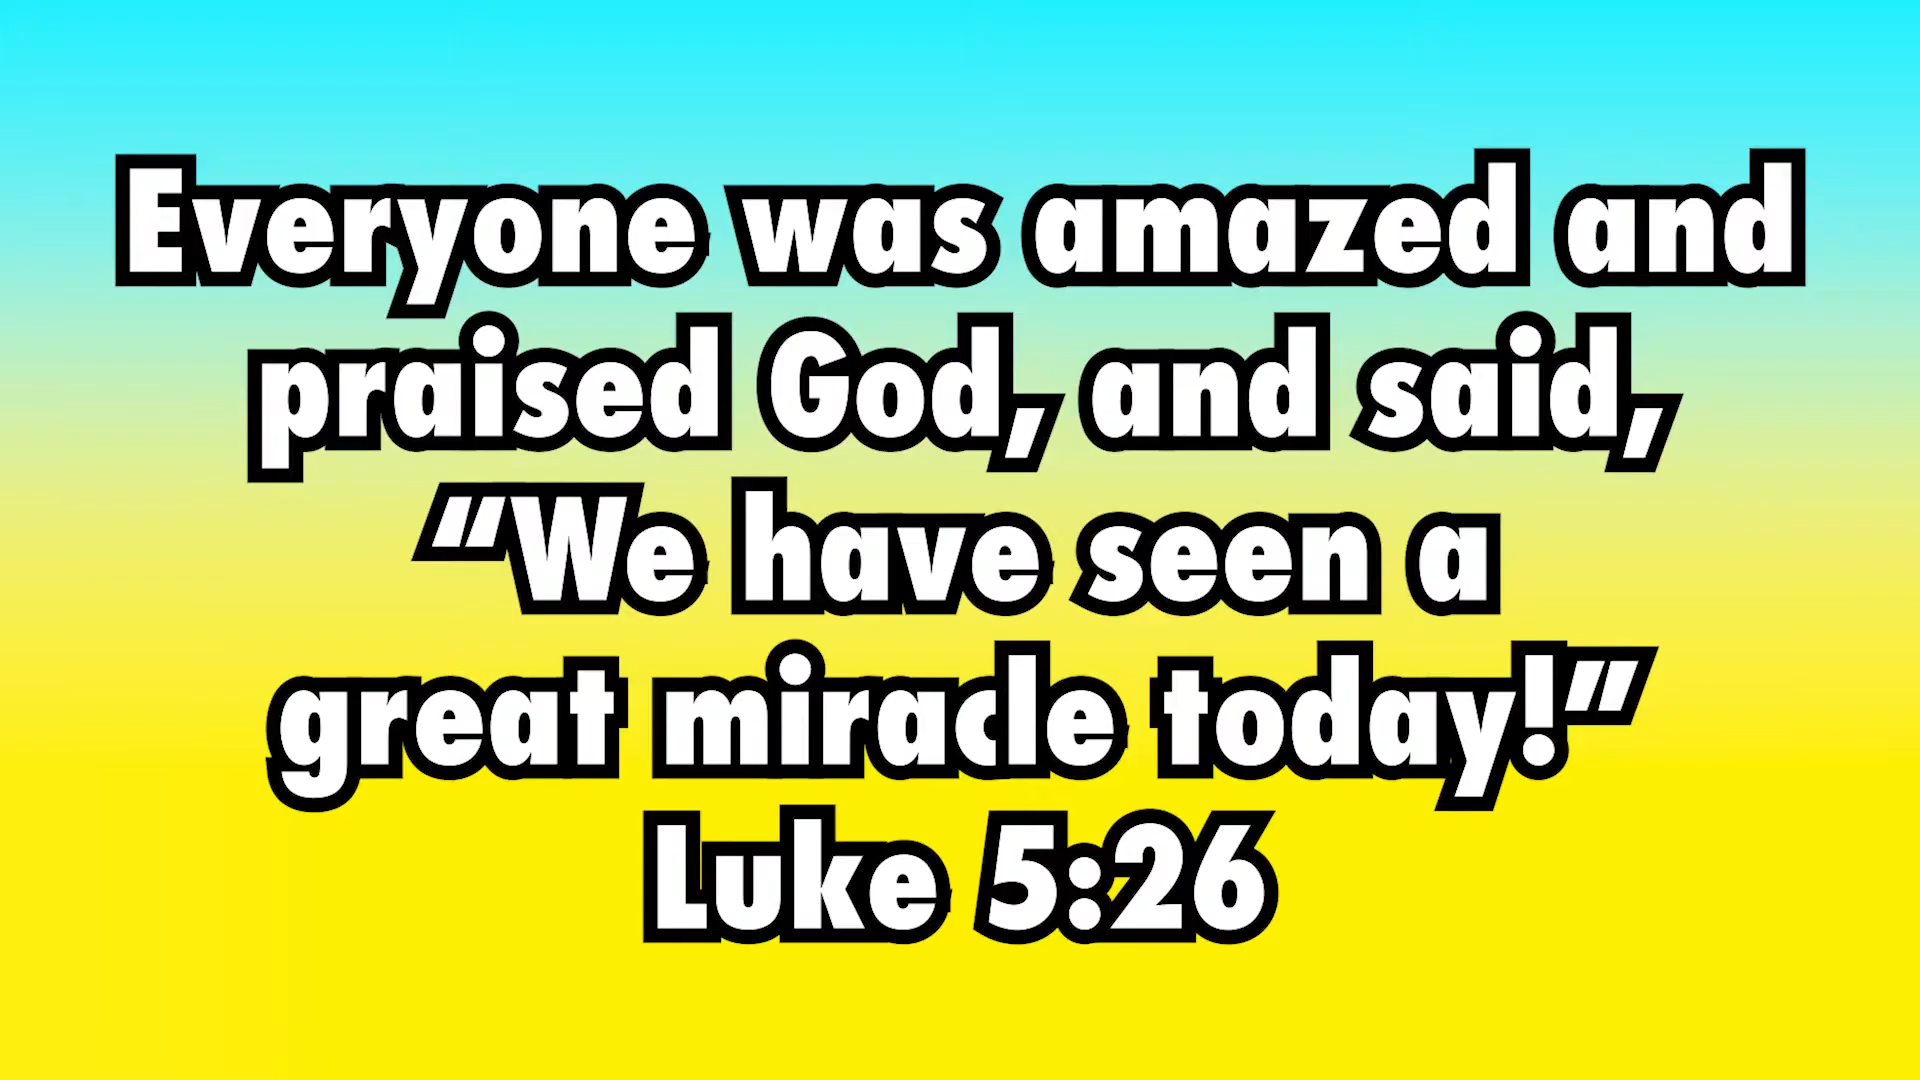 Everyone was amazed and
praised God, and said,
“We have seen a
great miracle today!”
Luke 5:26